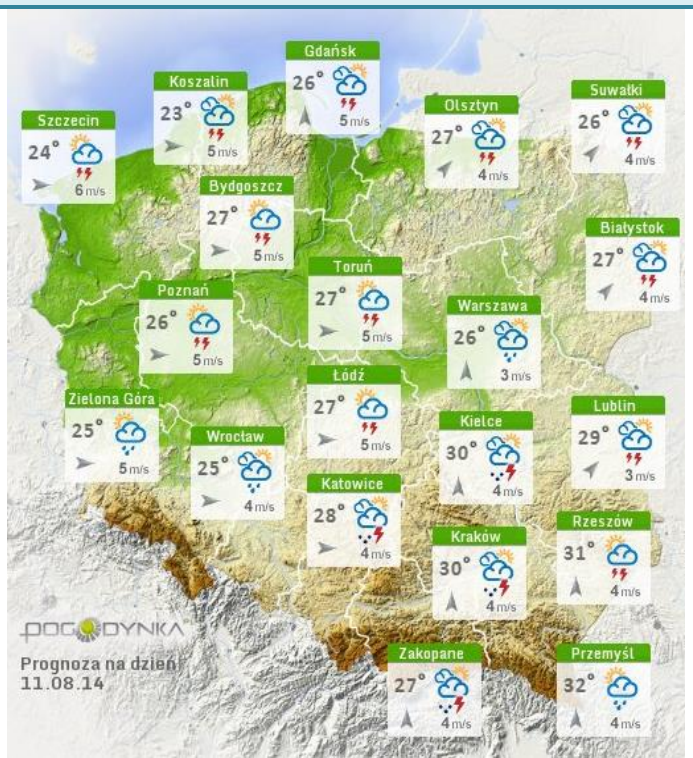 Gdańsk
26°
5 m/s
Koszalin
23°
5 m/s
Suwałki
26°
4 m/s
Olsztyn
27°
4 m/s
Szczecin
24°
6 m/s
Bydgoszcz
27°
5 m/s
Białystok
27°
4 m/s
Toruń
27°
5 m/s
Poznań
26°
5 m/s
Warszawa
26°
3 m/s
Łódź
27°
5 m/s
Zielona Góra
25°
5 m/s
Lublin
29°
3 m/s
Kielce
30°
4 m/s
Wrocław
25°
4 m/s
Katowice
28°
4 m/s
Rzeszów
31°
4 m/s
Kraków
30°
4 m/s
POGODYNKA
Prognoza na dzień
11.08.14
Zakopane
27°
4 m/s
Przemyśl
32°
4 m/s